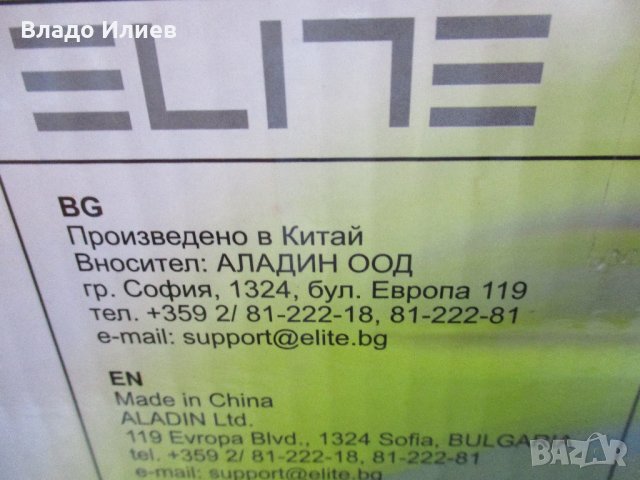 Владо Илиев
ELITE
BG
Произведено в Китай
Вносител: АЛАДИН ООД
гр. София, 1324, бул. Европа 119
тел. +359 2/ 81-222-18, 81-222-81
e-mail: support@elite.bg
EN
Made in China
ALADIN Ltd.
119 Evropa Blvd., 1324 Sofia, BULGARIA
tel. +359 2/ 81-222-18, 81-222-81
e-mail: support@elite.bg
BAZAR